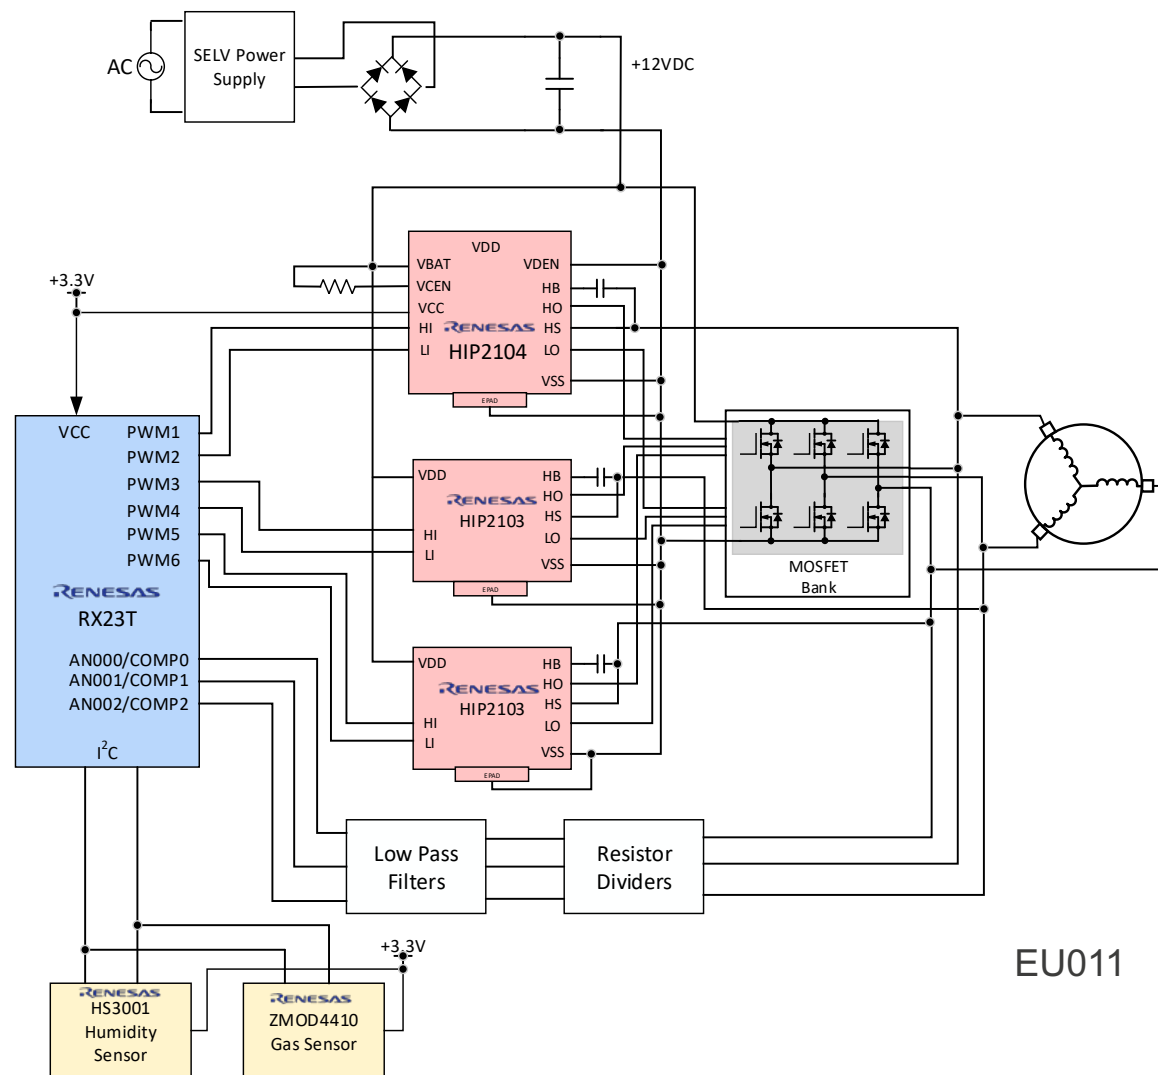 AC
SELV Power
Supply
+12VDC
+3.3V
VDD
VBAT
VCEN
VCC
HI
LI
VDEN
HB
HO
HS
LO
VSS
RENESAS
HIP2104
EPAD
VCC
PWM1
PWM2
PWM3
PWM4
PWM5
PWM6
RENESAS
RX23T
AN000/COMP0
AN001/COMP1
AN002/COMP2
I²C
VDD
HI
LI
HB
HO
HS
LO
VSS
RENESAS
HIP2103
EPAD
MOSFET
Bank
VDD
HI
LI
HB
HO
HS
LO
VSS
RENESAS
HIP2103
EPAD
Low Pass
Filters
Resistor
Dividers
+3.3V
RENESAS
HS3001
Humidity
Sensor
RENESAS
ZMOD4410
Gas Sensor
EU011